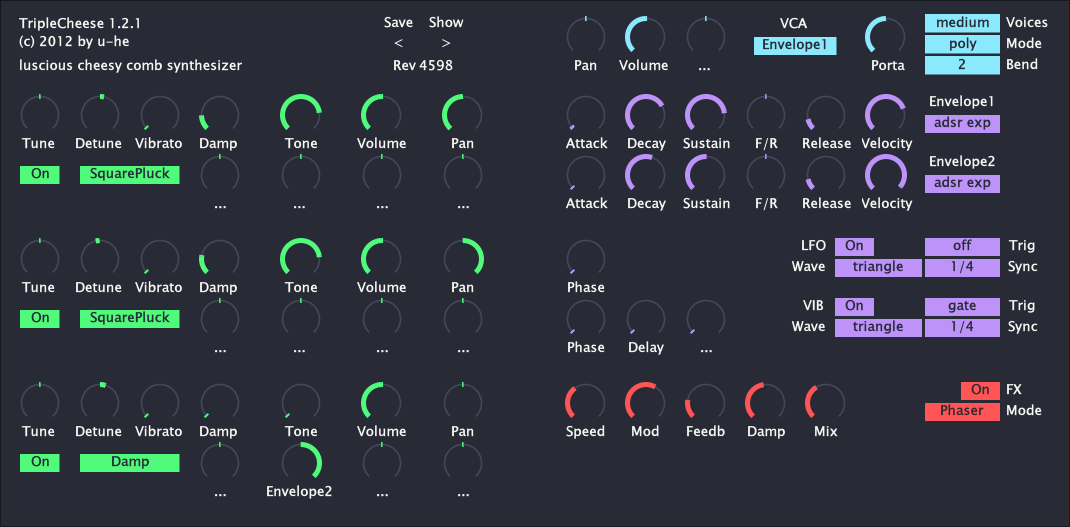 TripleCheese 1.2.1
(c) 2012 by u-he
luscious cheesy comb synthesizer
Save Show
< >
Rev 4598
Pan Volume ...
VCA
Envelope1
Porta
medium Voices
poly Mode
2 Bend
Tune Detune Vibrato Damp Tone Volume Pan
On SquarePluck
... ... ... ...
Attack Decay Sustain F/R Release Velocity
Envelope1
adsr exp
Attack Decay Sustain F/R Release Velocity
Envelope2
adsr exp
Tune Detune Vibrato Damp Tone Volume Pan
On SquarePluck
... ... ... ...
Phase
LFO On off Trig
Wave triangle 1/4 Sync
Phase Delay ...
VIB On gate Trig
Wave triangle 1/4 Sync
Tune Detune Vibrato Damp Tone Volume Pan
On Damp
... Envelope2 ... ...
Speed Mod Feedb Damp Mix
On FX
Phaser Mode